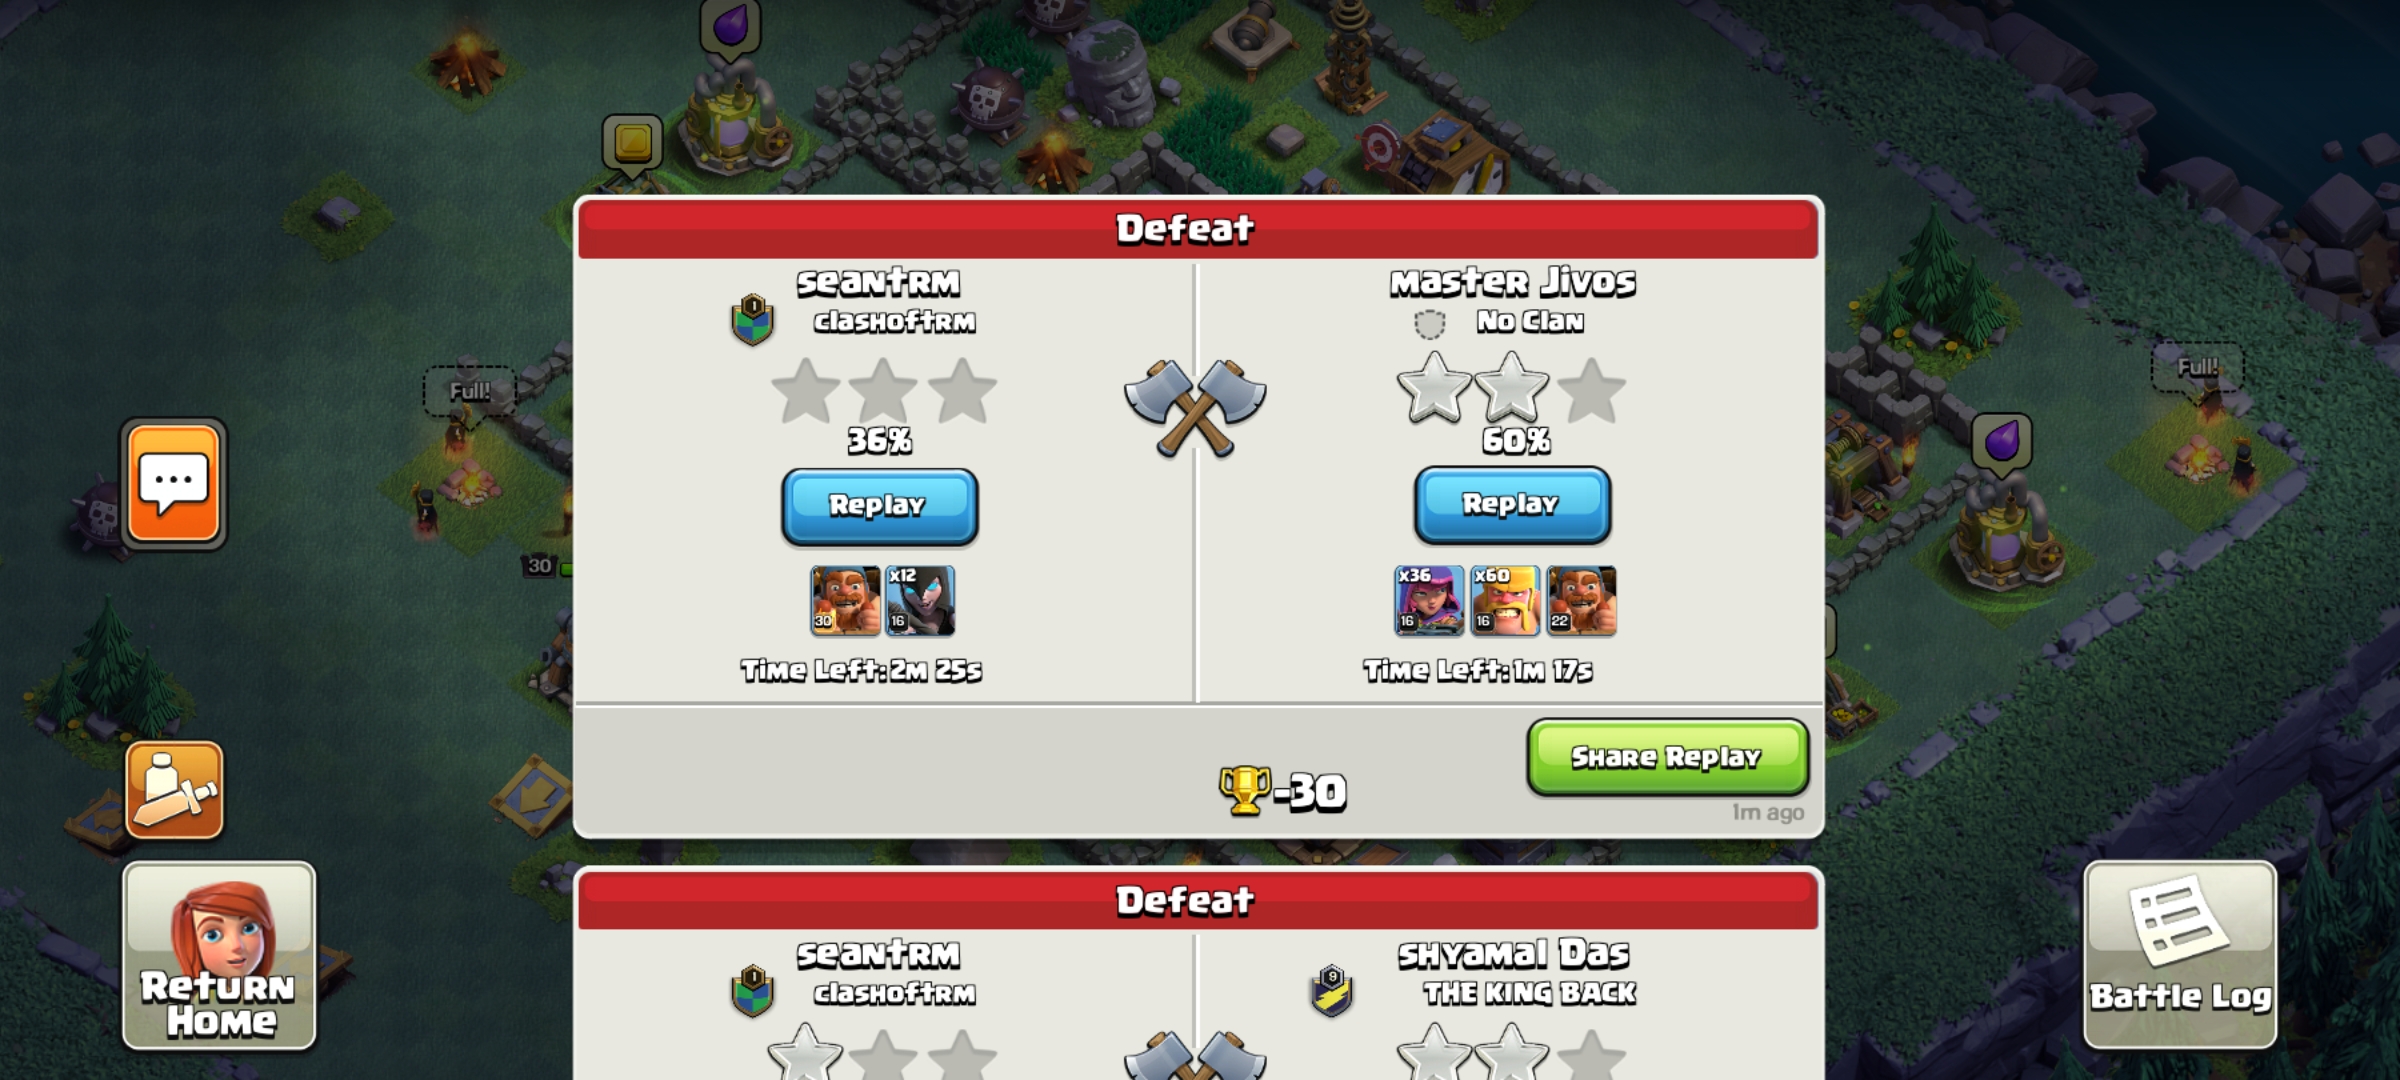 Defeat
seantrm
clashoftrm
36%
Replay
30
x12
16
Time Left: 2m 25s
Master Jivos
No Clan
60%
Replay
x36
16
x60
16
22
Time Left: 1m 17s
-30
Share Replay
1m ago
Defeat
seantrm
clashoftrm
shyamal Das
9
THE KING BACK
Full!
Full!
30
Return
Home
Battle Log